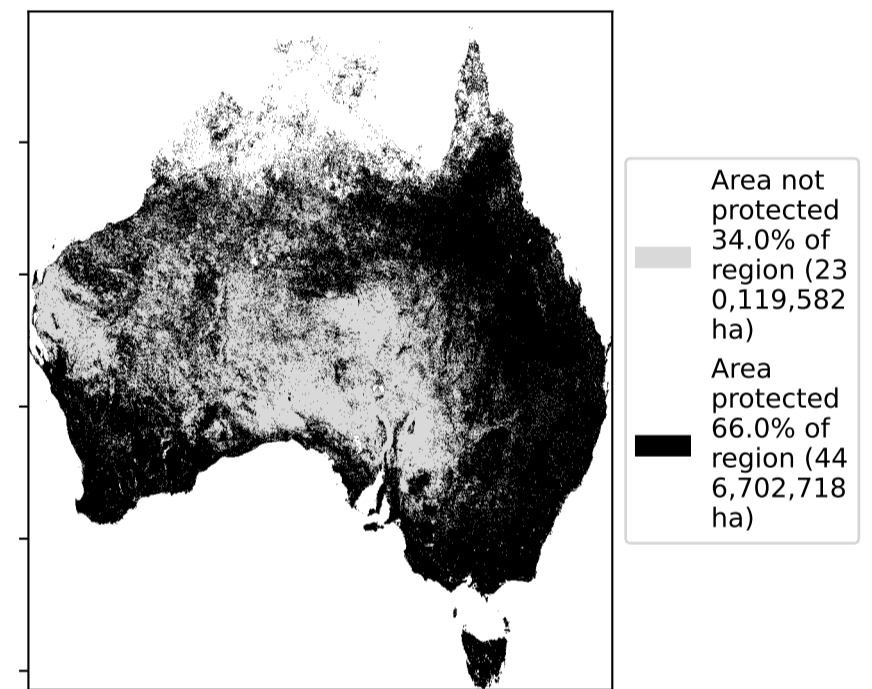 Area not
protected
34.0% of
region (23
0,119,582
ha)
Area
protected
66.0% of
region (44
6,702,718
ha)